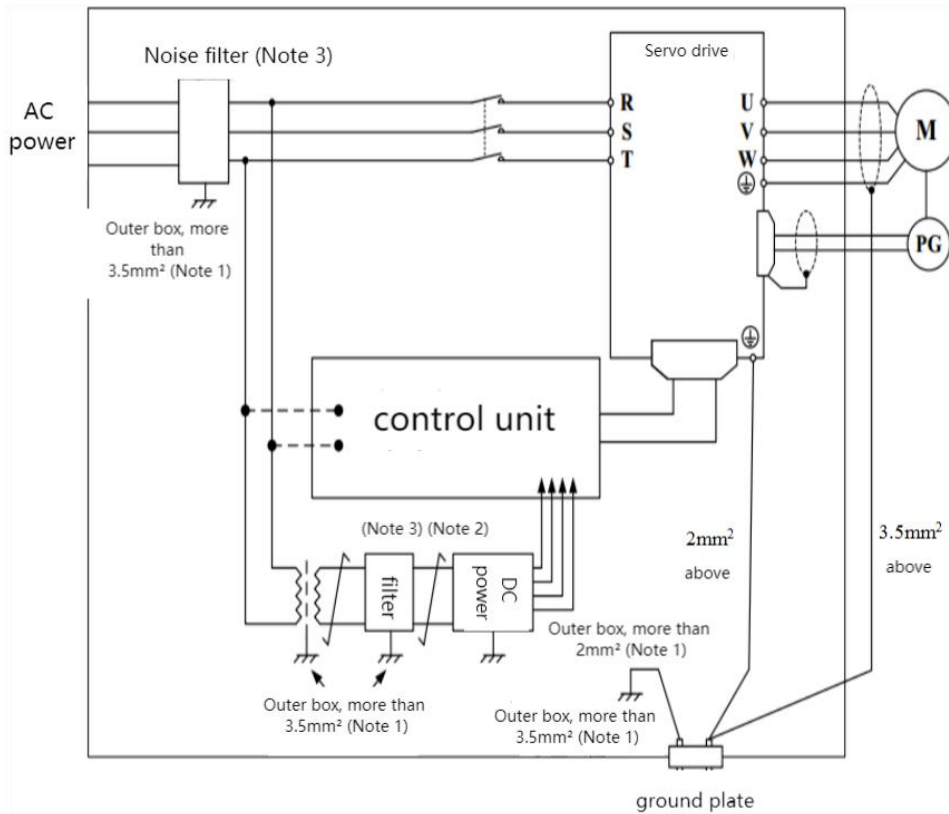 Noise filter (Note 3)
Servo drive
AC
power
R
S
T
U
V
W
M
PG
Outer box, more
than
3.5mm² (Note 1)
control unit
(Note 3) (Note 2)
filter
DC
power
2mm²
above
3.5mm²
above
Outer box, more than
2mm² (Note 1)
Outer box, more than
3.5mm² (Note 1)
Outer box, more than
3.5mm² (Note 1)
ground plate